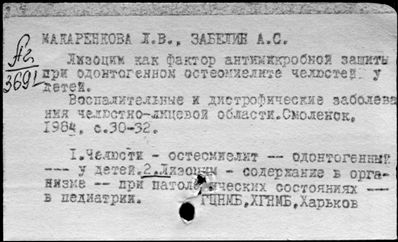 МАКАРЕНКОВА Л.В., ЗАБЕЛИН А.С.
Лизоцим как фактор антимикробной защиты
при одонтогенном остеомиелите челюстей у
детей.
Воспалительные и дистрофические заболева
ния челюстно-лицевой области. Смоленск,
1984, с.30-32.
1. Челюсти - остеомиелит -- одонтогенный
--- у детей. 2. Лизоцим - содержание в орга-
низме -- при патологических состояниях ---
в педиатрии. ГЦНМБ, ХГНМБ, Харьков
3691